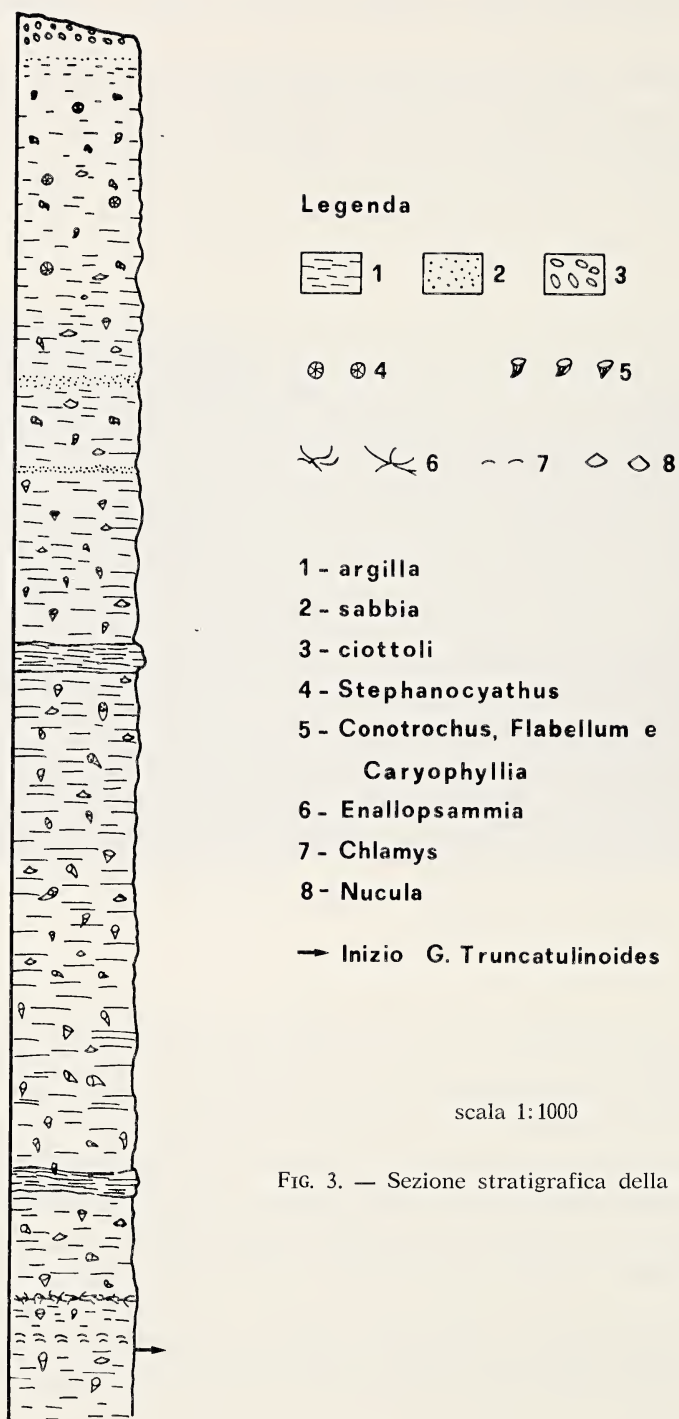 Legenda
1 2 3
4 5
6 7 8
1 - argilla
2 - sabbia
3 - ciottoli
4 - Stephanocyathus
5 - Conotrochus, Flabellum e
Caryophyllia
6 - Enallopsammia
7 - Chlamys
8 - Nucula
→ Inizio G. Truncatulinoides
scala 1:1000
FIG. 3. — Sezione stratigrafica della